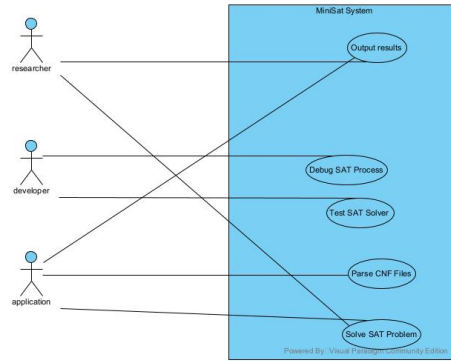 MiniSat System
Output results
researcher
Debug SAT Process
developer
Test SAT Solver
Parse CNF Files
application
Solve SAT Problem
Powered By: Visual Paradigm Community Edition